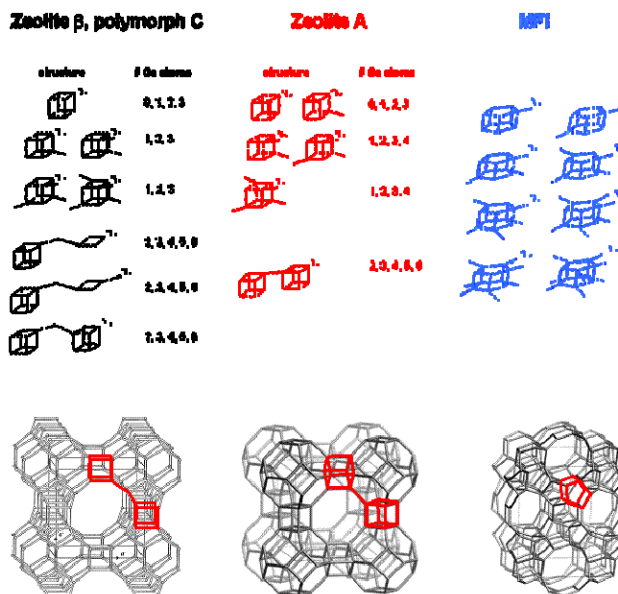 Zeolite β, polymorph C
structure # Ge atoms
0, 1, 2, 3
1, 2, 3
1, 2, 3
2, 3, 4, 5, 6
2, 3, 4, 5, 6
2, 3, 4, 5, 6
Zeolite A
structure # Ge atoms
0, 1, 2, 3
1, 2, 3, 4
1, 2, 3, 4
2, 3, 4, 5, 6
MFI